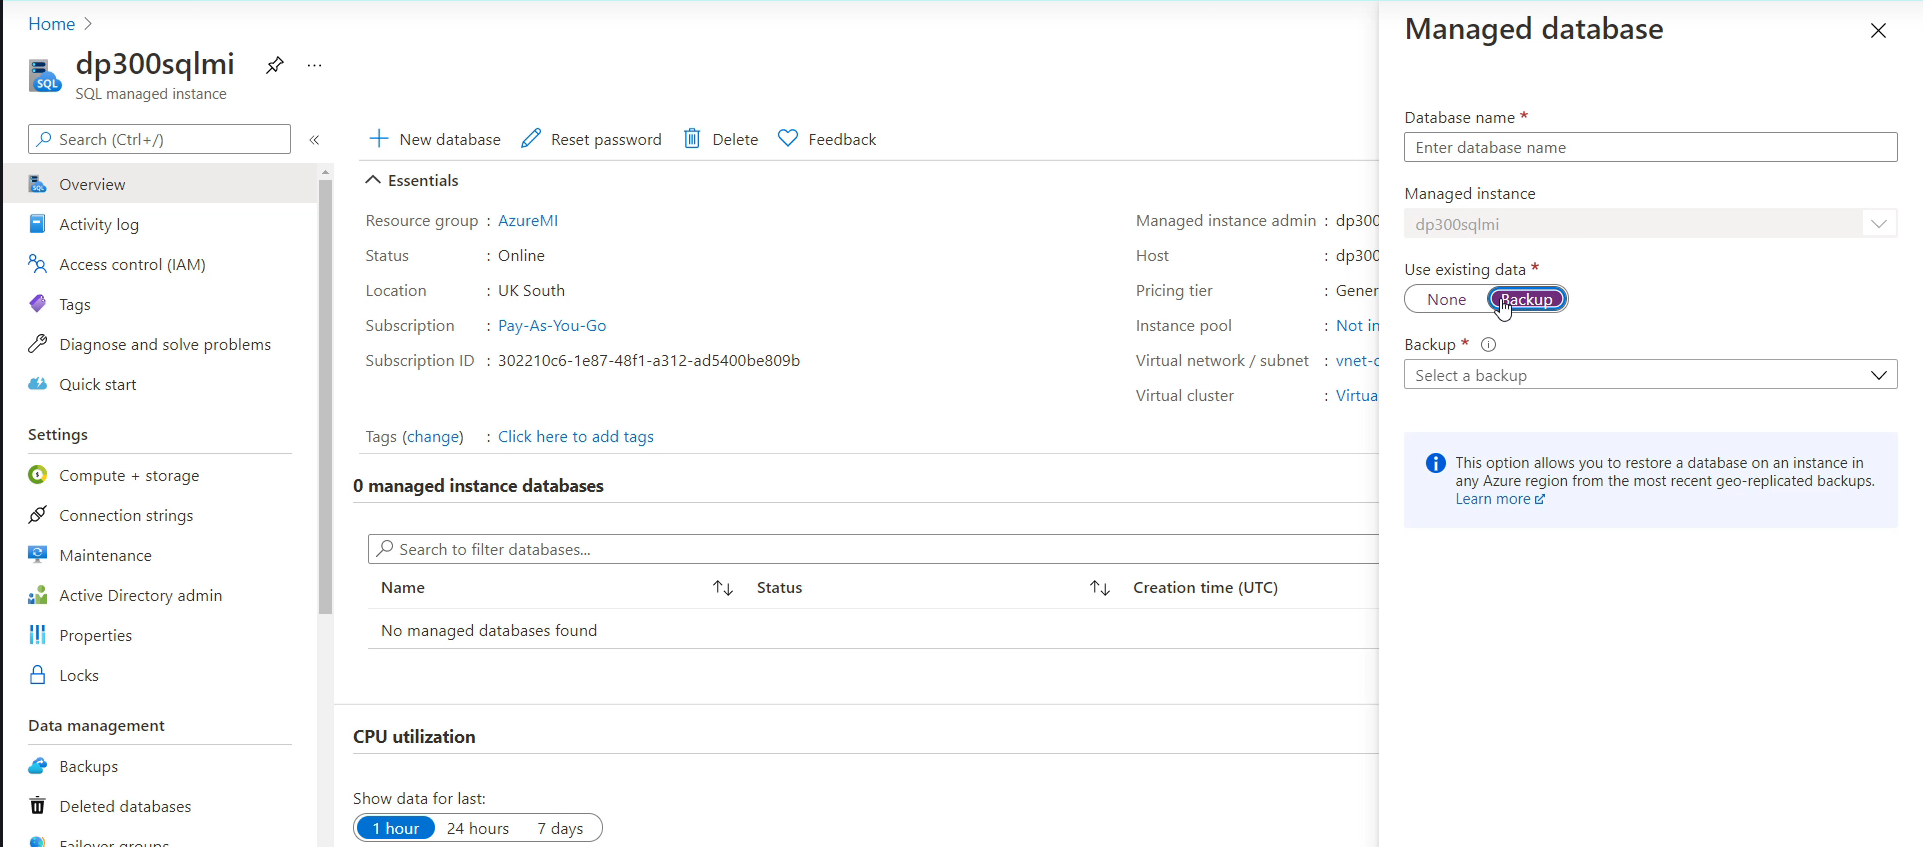 Home >
dp300sqlmi
SQL managed instance
SQL
Search (Ctrl+/)
«
Overview
Activity log
Access control (IAM)
Tags
Diagnose and solve problems
Quick start
Settings
Compute + storage
Connection strings
Maintenance
Active Directory admin
Properties
Locks
Data management
Backups
Deleted databases
Failover groups
New database Reset password Delete Feedback
Essentials
Resource group : AzureMI
Status : Online
Location : UK South
Subscription : Pay-As-You-Go
Subscription ID : 302210c6-1e87-48f1-a312-ad5400be809b
Managed instance admin : dp300
Host : dp300
Pricing tier : Gener
Instance pool : Not in
Virtual network / subnet : vnet-
Virtual cluster : Virtua
Tags (change) : Click here to add tags
0 managed instance databases
Search to filter databases...
Name Status Creation time (UTC)
No managed databases found
CPU utilization
Show data for last:
1 hour 24 hours 7 days
Managed database
Database name *
Enter database name
Managed instance
dp300sqlmi
Use existing data *
None Backup
Backup *
Select a backup
This option allows you to restore a database on an instance in
any Azure region from the most recent geo-replicated backups.
Learn more